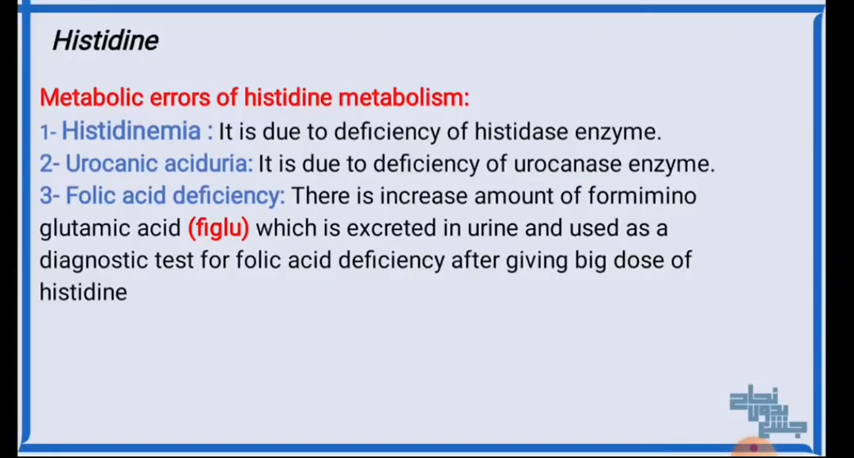 Histidine
Metabolic errors of histidine metabolism:
1- Histidinemia : It is due to deficiency of histidase enzyme.
2- Urocanic aciduria: It is due to deficiency of urocanase enzyme.
3- Folic acid deficiency: There is increase amount of formimino
glutamic acid (figlu) which is excreted in urine and used as a
diagnostic test for folic acid deficiency after giving big dose of
histidine
نجاح
بدون